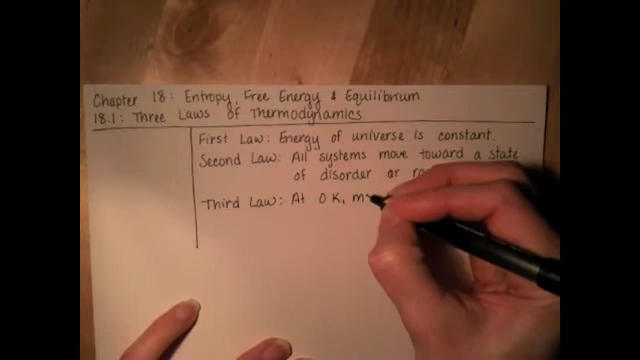 Chapter 18: Entropy, Free Energy & Equilibrium
18.1: Three Laws of Thermodynamics
First Law: Energy of universe is constant.
Second Law: All systems move toward a state
of disorder or
Third Law: At 0 K,